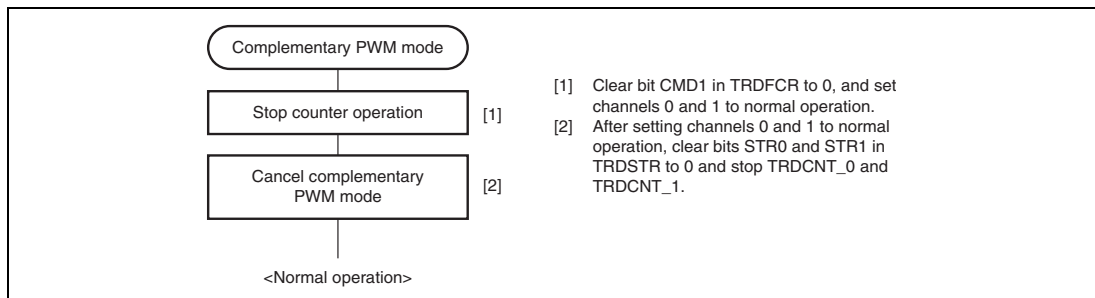 Complementary PWM mode
Stop counter operation
[1]
Cancel complementary
PWM mode
[2]
<Normal operation>
[1] Clear bit CMD1 in TRDFCR to 0, and set
channels 0 and 1 to normal operation.
[2] After setting channels 0 and 1 to normal
operation, clear bits STR0 and STR1 in
TRDSTR to 0 and stop TRDCNT_0 and
TRDCNT_1.